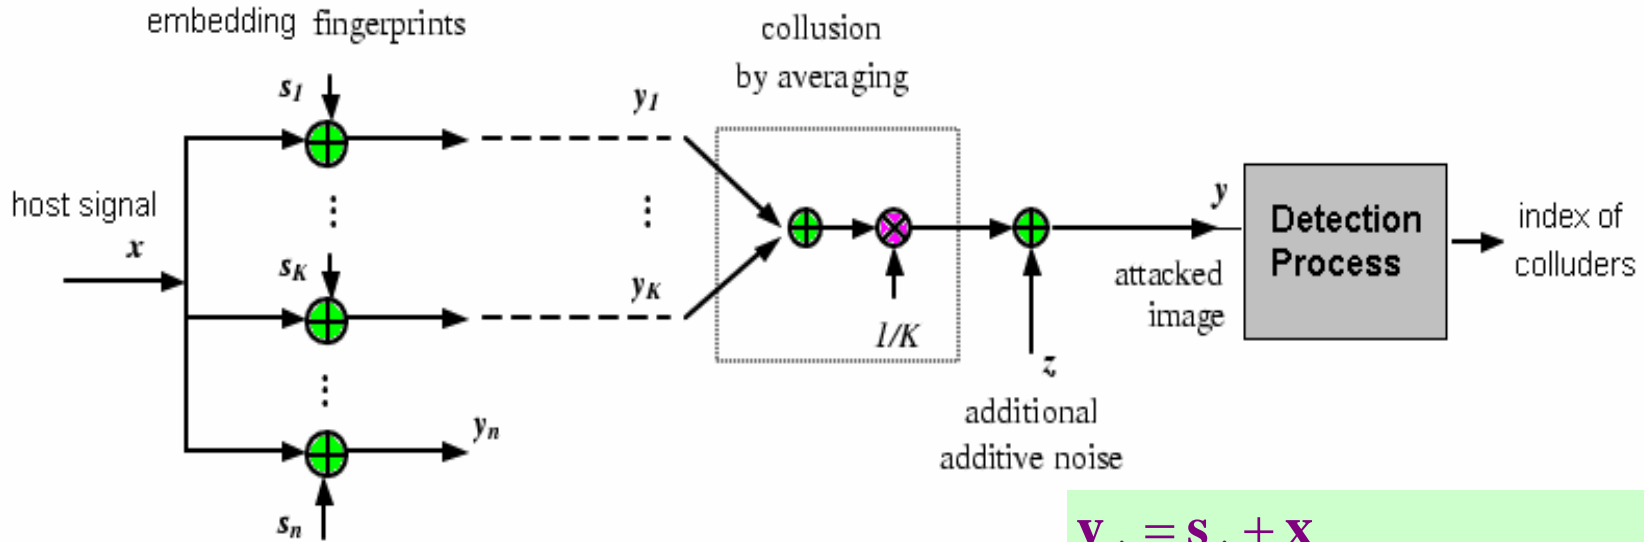 embedding fingerprints
collusion
by averaging
s1
y1
host signal
x
sK
yK
1/K
z
additional
additive noise
y
attacked
image
Detection
Process
index of
colluders
yn
sn
y = s + x